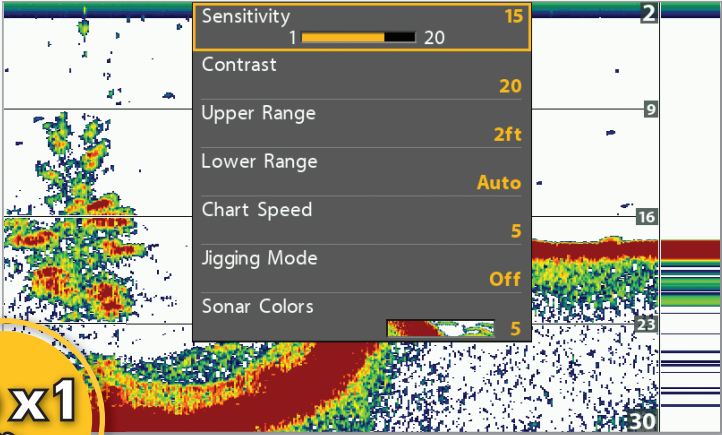 Sensitivity 15
1 20
Contrast
20
Upper Range
2ft
Lower Range
Auto
Chart Speed
5
Jigging Mode
Off
Sonar Colors
5
2
9
16
23
30
x1